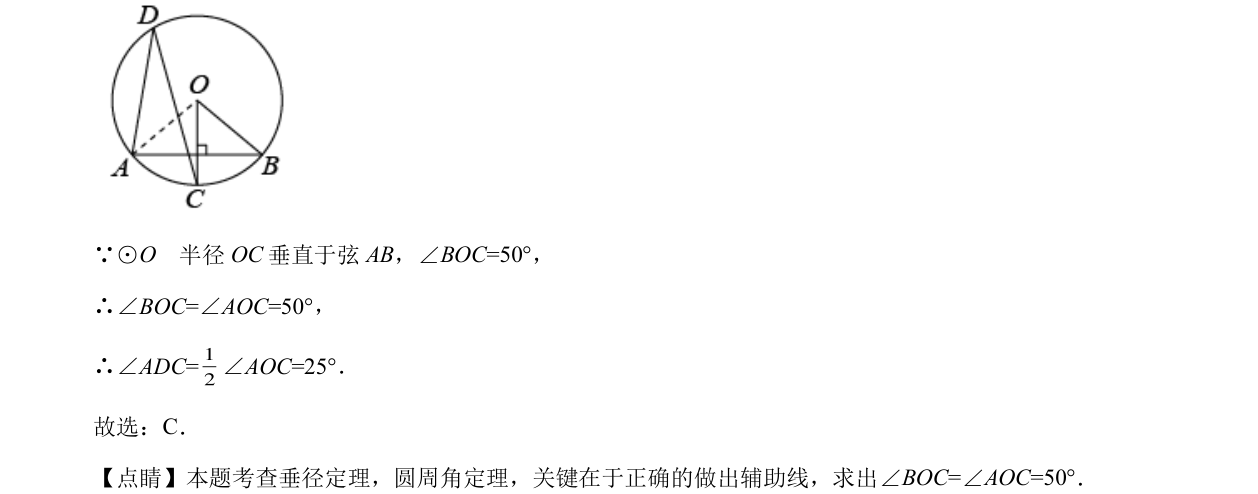 D
O
A
B
C
∵⊙O 半径 OC 垂直于弦 AB，∠BOC=50°，
∴∠BOC=∠AOC=50°，
∴∠ADC=1/2 ∠AOC=25°．
故选：C．
【点睛】本题考查垂径定理，圆周角定理，关键在于正确的做出辅助线，求出∠BOC=∠AOC=50°．